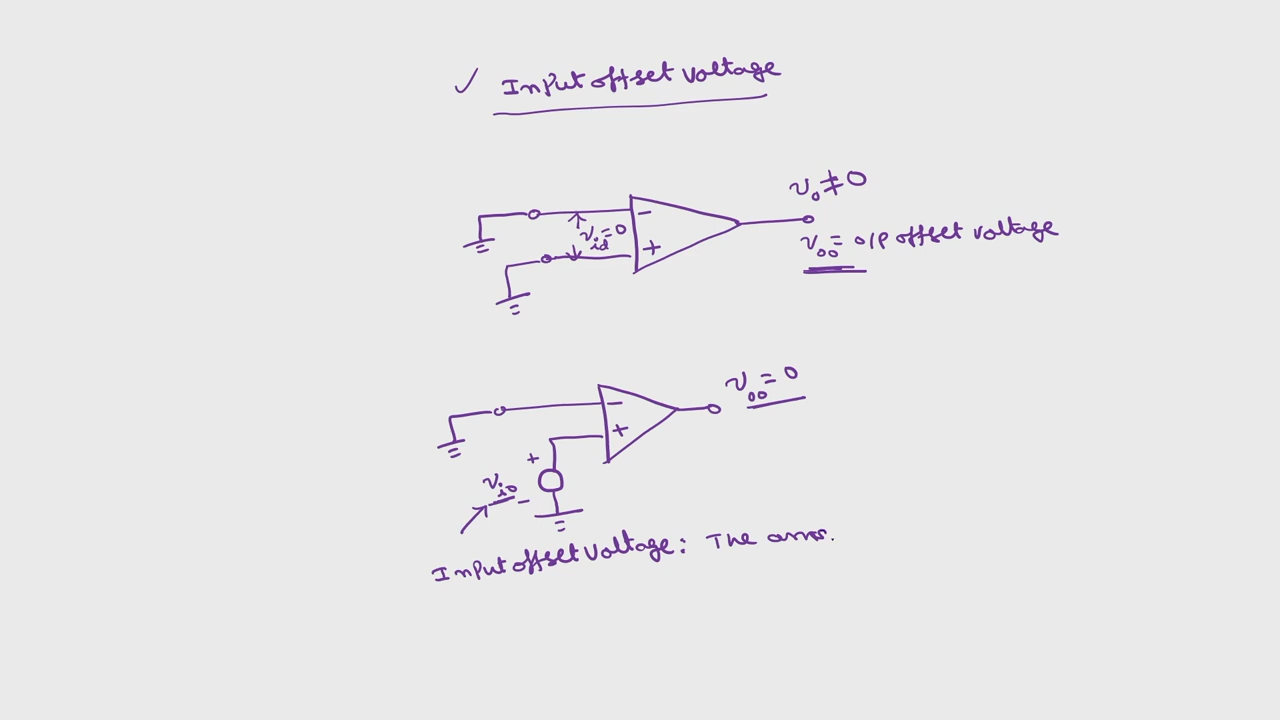 ✓ Input offset voltage
v₀ ≠ 0
−
v_id = 0
+
v₀₀ = o/p offset voltage
v₀₀ = 0
−
+
+
v_io
−
Input offset voltage: The